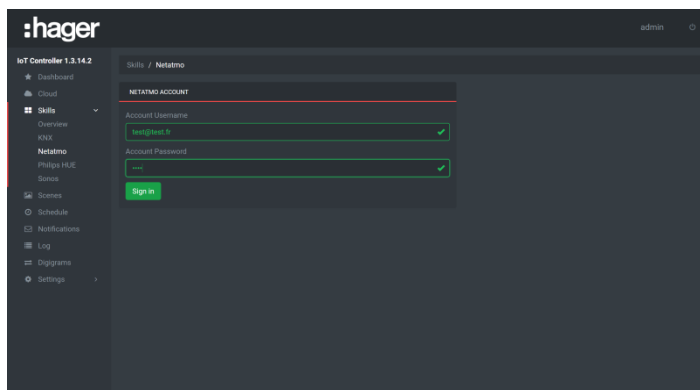 :hager
admin
IoT Controller 1.3.14.2
Dashboard
Cloud
Skills
Overview
KNX
Netatmo
Philips HUE
Sonos
Scenes
Schedule
Notifications
Log
Digigrams
Settings
Skills / Netatmo
NETATMO ACCOUNT
Account Username
test@test.fr
Account Password
Sign in